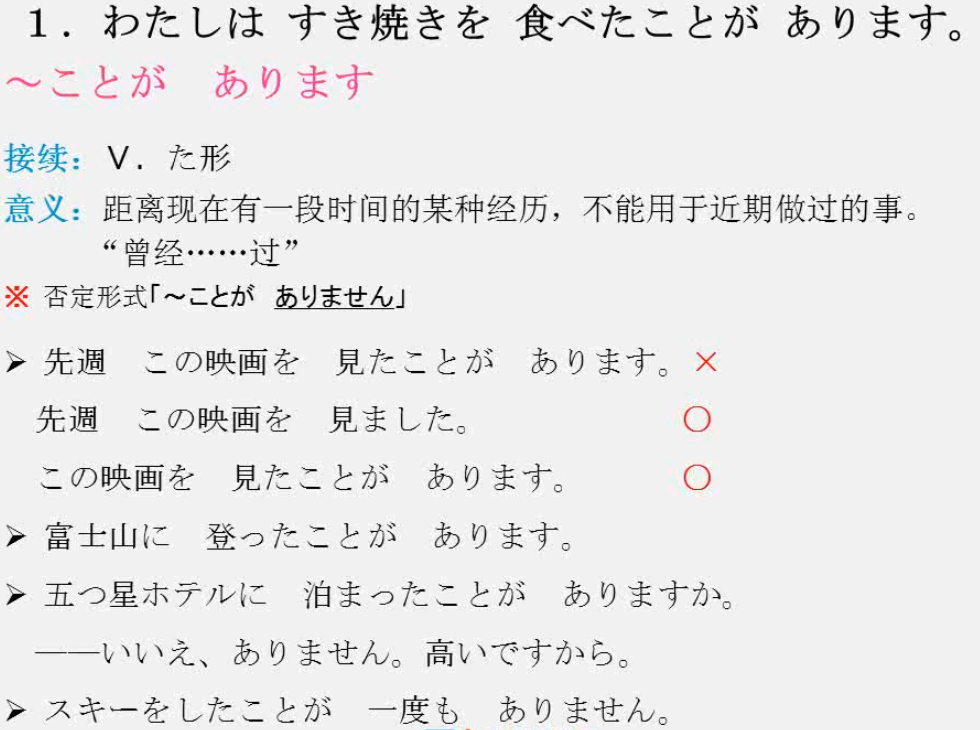 １．わたしは すき焼きを 食べたことが あります。
～ことが　あります
接续：Ｖ．た形
意义：距离现在有一段时间的某种经历，不能用于近期做过的事。
“曾经……过”
※ 否定形式「～ことが　ありません」
➢ 先週　この映画を　見たことが　あります。×
先週　この映画を　見ました。　○
この映画を　見たことが　あります。　○
➢ 富士山に　登ったことが　あります。
➢ 五つ星ホテルに　泊まったことが　ありますか。
——いいえ、ありません。高いですから。
➢ スキーをしたことが　一度も　ありません。